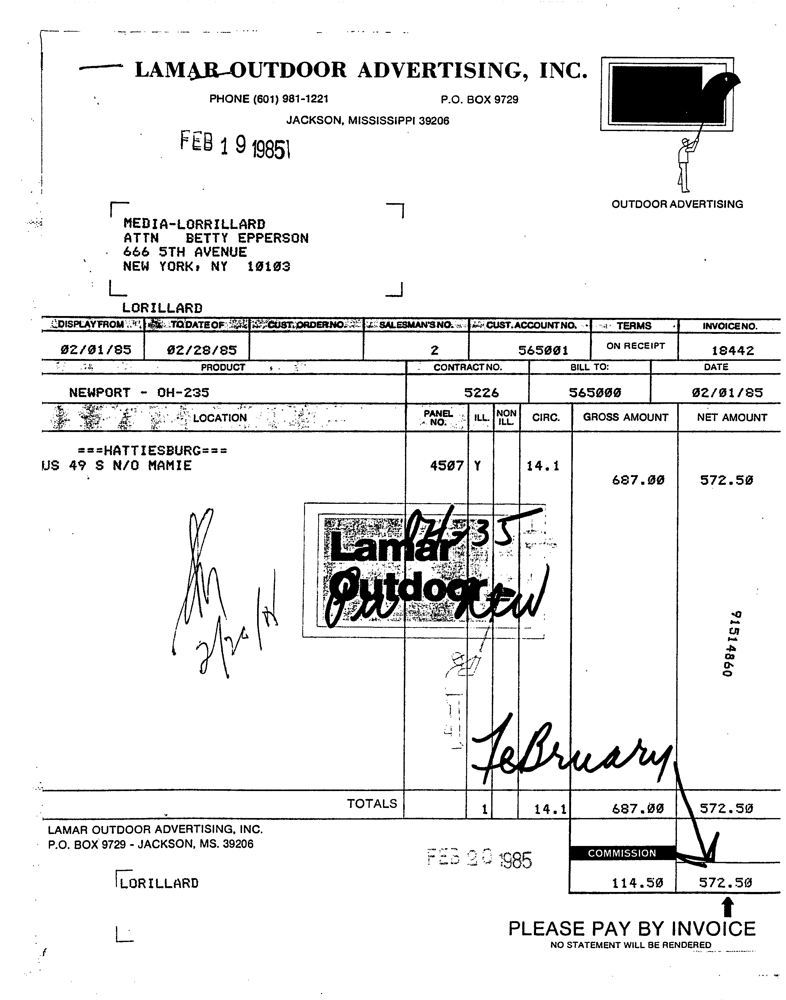 LAMAR OUTDOOR ADVERTISING, INC.
PHONE (601) 981-1221 P.O. BOX 9729
JACKSON, MISSISSIPPI 39206
FEB 19 1985
OUTDOOR ADVERTISING
MEDIA-LORRILLARD
ATTN BETTY EPPERSON
666 5TH AVENUE
NEW YORK, NY 10103
LORILLARD
DISPLAY FROM TO DATE OF CUST. ORDER NO. SALESMAN'S NO. CUST. ACCOUNT NO. TERMS INVOICE NO.
02/01/85 02/28/85 2 565001 ON RECEIPT 18442
PRODUCT CONTRACT NO. BILL TO: DATE
NEWPORT - OH-235 5226 565000 02/01/85
LOCATION PANEL NO. ILL. NON ILL. CIRC. GROSS AMOUNT NET AMOUNT
===HATTIESBURG===
US 49 S N/O MAMIE 4507 Y 14.1
687.00 572.50
Lamar
Outdoor
2/20/85
91514860
February
TOTALS 1 14.1 687.00 572.50
LAMAR OUTDOOR ADVERTISING, INC.
P.O. BOX 9729 - JACKSON, MS. 39206
FEB 20 1985
COMMISSION
LORILLARD
114.50 572.50
PLEASE PAY BY INVOICE
NO STATEMENT WILL BE RENDERED